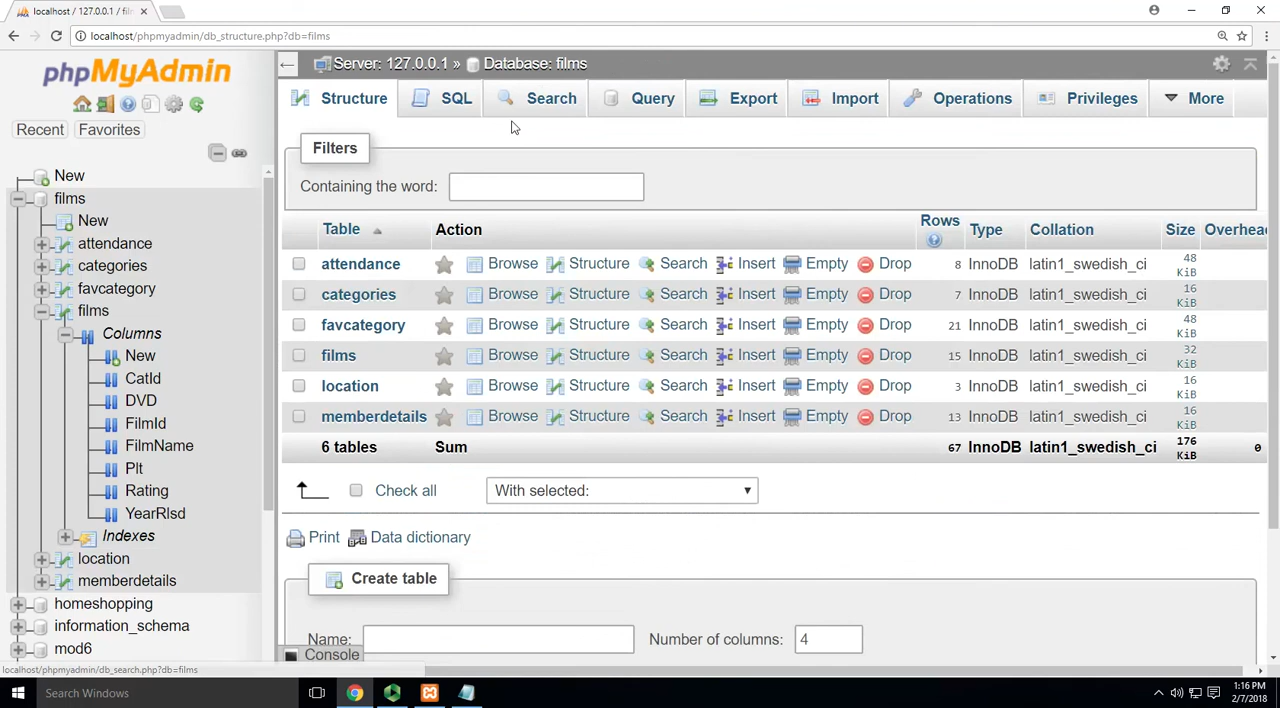 localhost / 127.0.0.1 / film
localhost/phpmyadmin/db_structure.php?db=films
phpMyAdmin
Recent Favorites
New
films
New
attendance
categories
favcategory
films
Columns
New
CatId
DVD
FilmId
FilmName
Plt
Rating
YearRlsd
Indexes
location
memberdetails
homeshopping
information_schema
mod6
Server: 127.0.0.1 » Database: films
Structure SQL Search Query Export Import Operations Privileges More
Filters
Containing the word:
Table Action Rows Type Collation Size Overhead
attendance Browse Structure Search Insert Empty Drop 8 InnoDB latin1_swedish_ci 48 KiB
categories Browse Structure Search Insert Empty Drop 7 InnoDB latin1_swedish_ci 16 KiB
favcategory Browse Structure Search Insert Empty Drop 21 InnoDB latin1_swedish_ci 48 KiB
films Browse Structure Search Insert Empty Drop 15 InnoDB latin1_swedish_ci 32 KiB
location Browse Structure Search Insert Empty Drop 3 InnoDB latin1_swedish_ci 16 KiB
memberdetails Browse Structure Search Insert Empty Drop 13 InnoDB latin1_swedish_ci 16 KiB
6 tables Sum 67 InnoDB latin1_swedish_ci 176 KiB 0
Check all With selected:
Print Data dictionary
Create table
Name: Number of columns: 4
Console
localhost/phpmyadmin/db_search.php?db=films
Search Windows
1:16 PM
2/7/2018